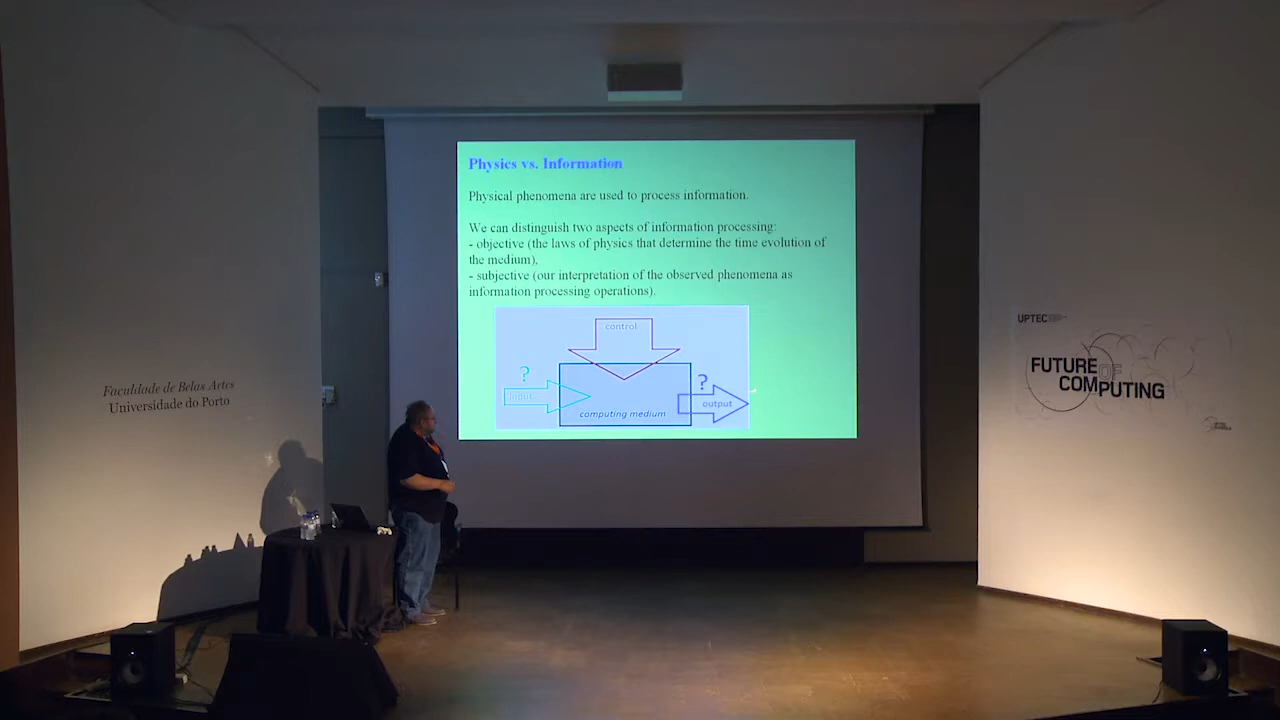 Physics vs. Information
Physical phenomena are used to process information.
We can distinguish two aspects of information processing:
- objective (the laws of physics that determine the time evolution of
the medium),
- subjective (our interpretation of the observed phenomena as
information processing operations).
control
?
input
computing medium
?
output
Faculdade de Belas Artes
Universidade do Porto
UPTEC
FUTURE OF
COMPUTING